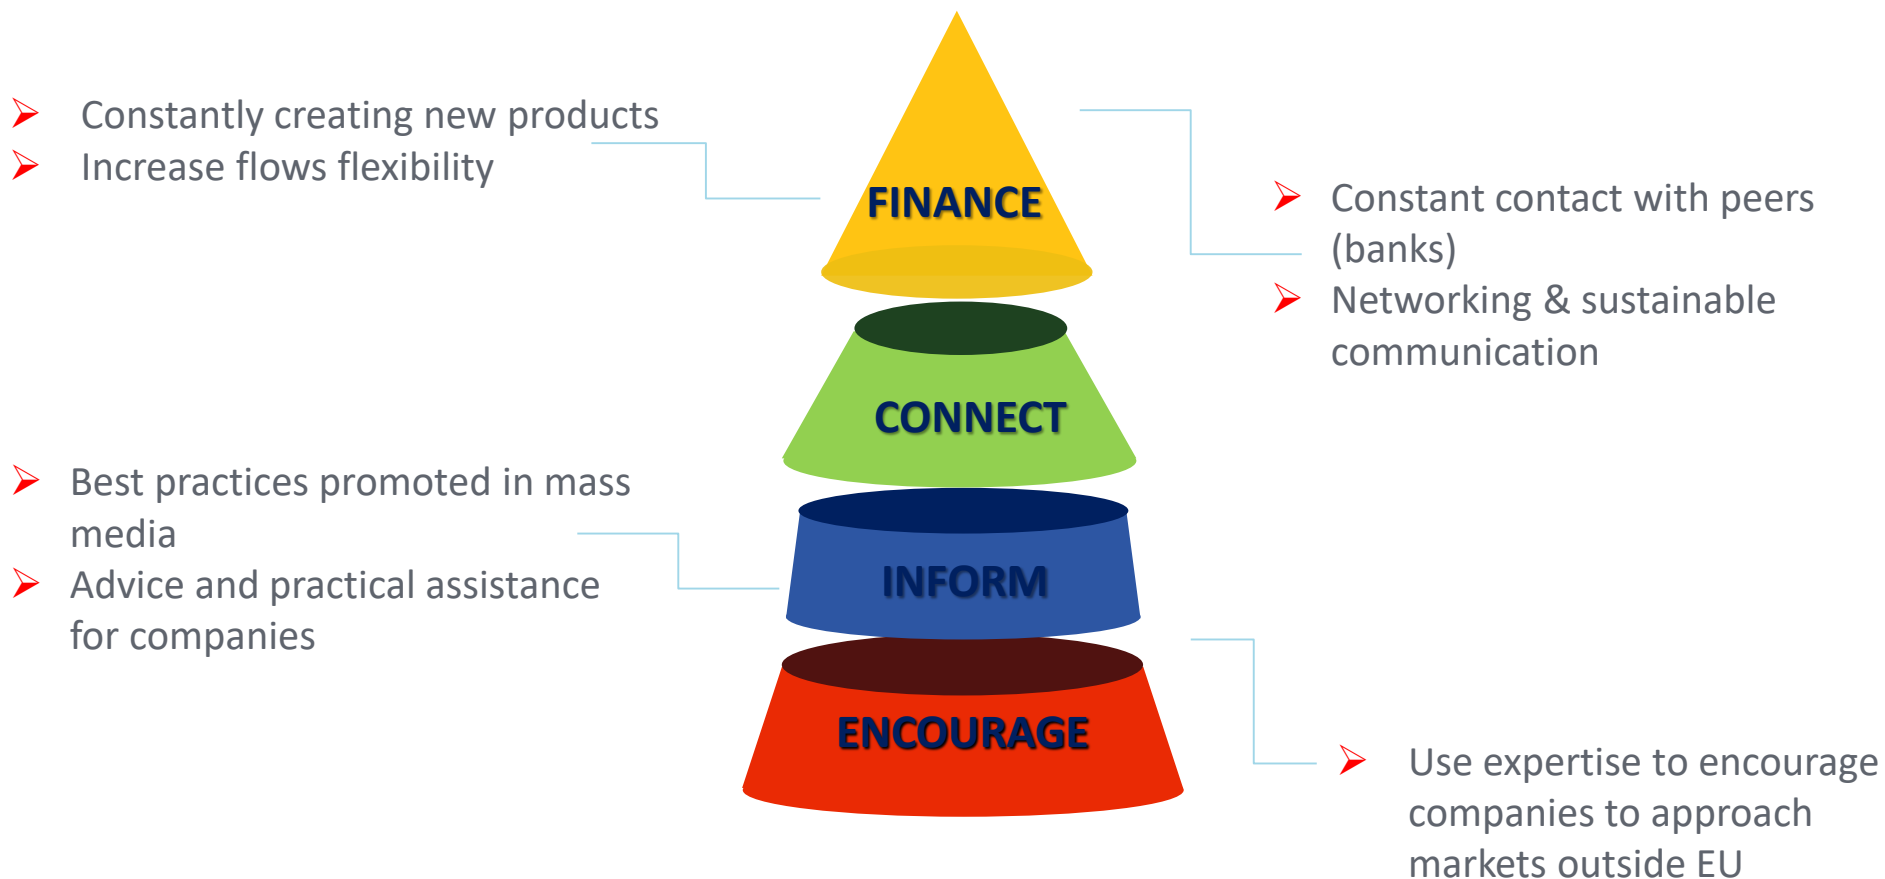 Constantly creating new products
Increase flows flexibility
FINANCE
Constant contact with peers
(banks)
Networking & sustainable
communication
CONNECT
Best practices promoted in mass
media
Advice and practical assistance
for companies
INFORM
ENCOURAGE
Use expertise to encourage
companies to approach
markets outside EU